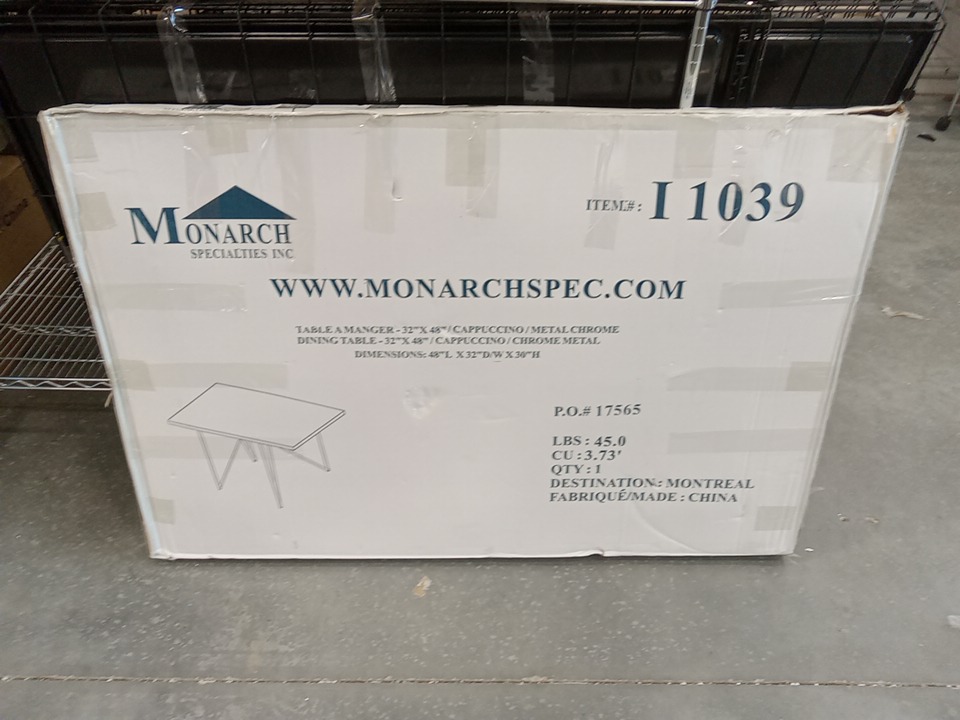 MONARCH
SPECIALTIES INC
ITEM#: I 1039
WWW.MONARCHSPEC.COM
TABLE A MANGER - 32"X 48" / CAPPUCCINO / METAL CHROME
DINING TABLE - 32"X 48" / CAPPUCCINO / CHROME METAL
DIMENSIONS: 48"L X 32"D/W X 30"H
P.O.# 17565
LBS : 45.0
CU : 3.73'
QTY : 1
DESTINATION : MONTREAL
FABRIQUÉ/MADE : CHINA
China